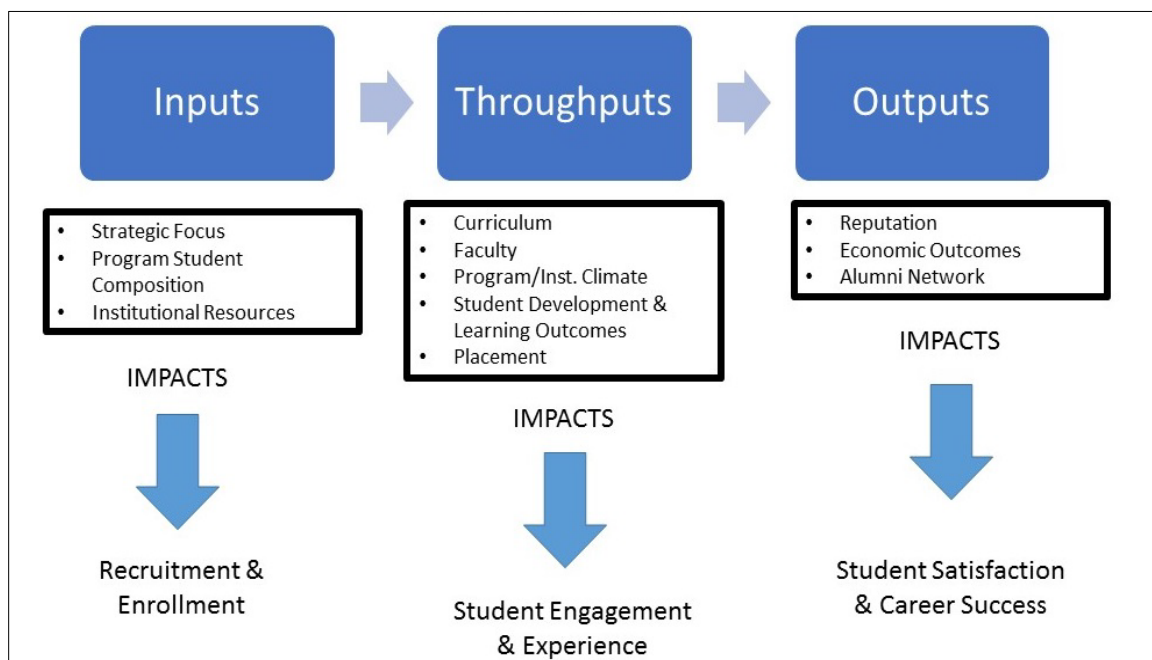 Inputs
Throughputs
Outputs
• Strategic Focus
• Program Student
Composition
• Institutional Resources
• Curriculum
• Faculty
• Program/Inst. Climate
• Student Development &
Learning Outcomes
• Placement
• Reputation
• Economic Outcomes
• Alumni Network
IMPACTS
IMPACTS
IMPACTS
Recruitment &
Enrollment
Student Engagement
& Experience
Student Satisfaction
& Career Success